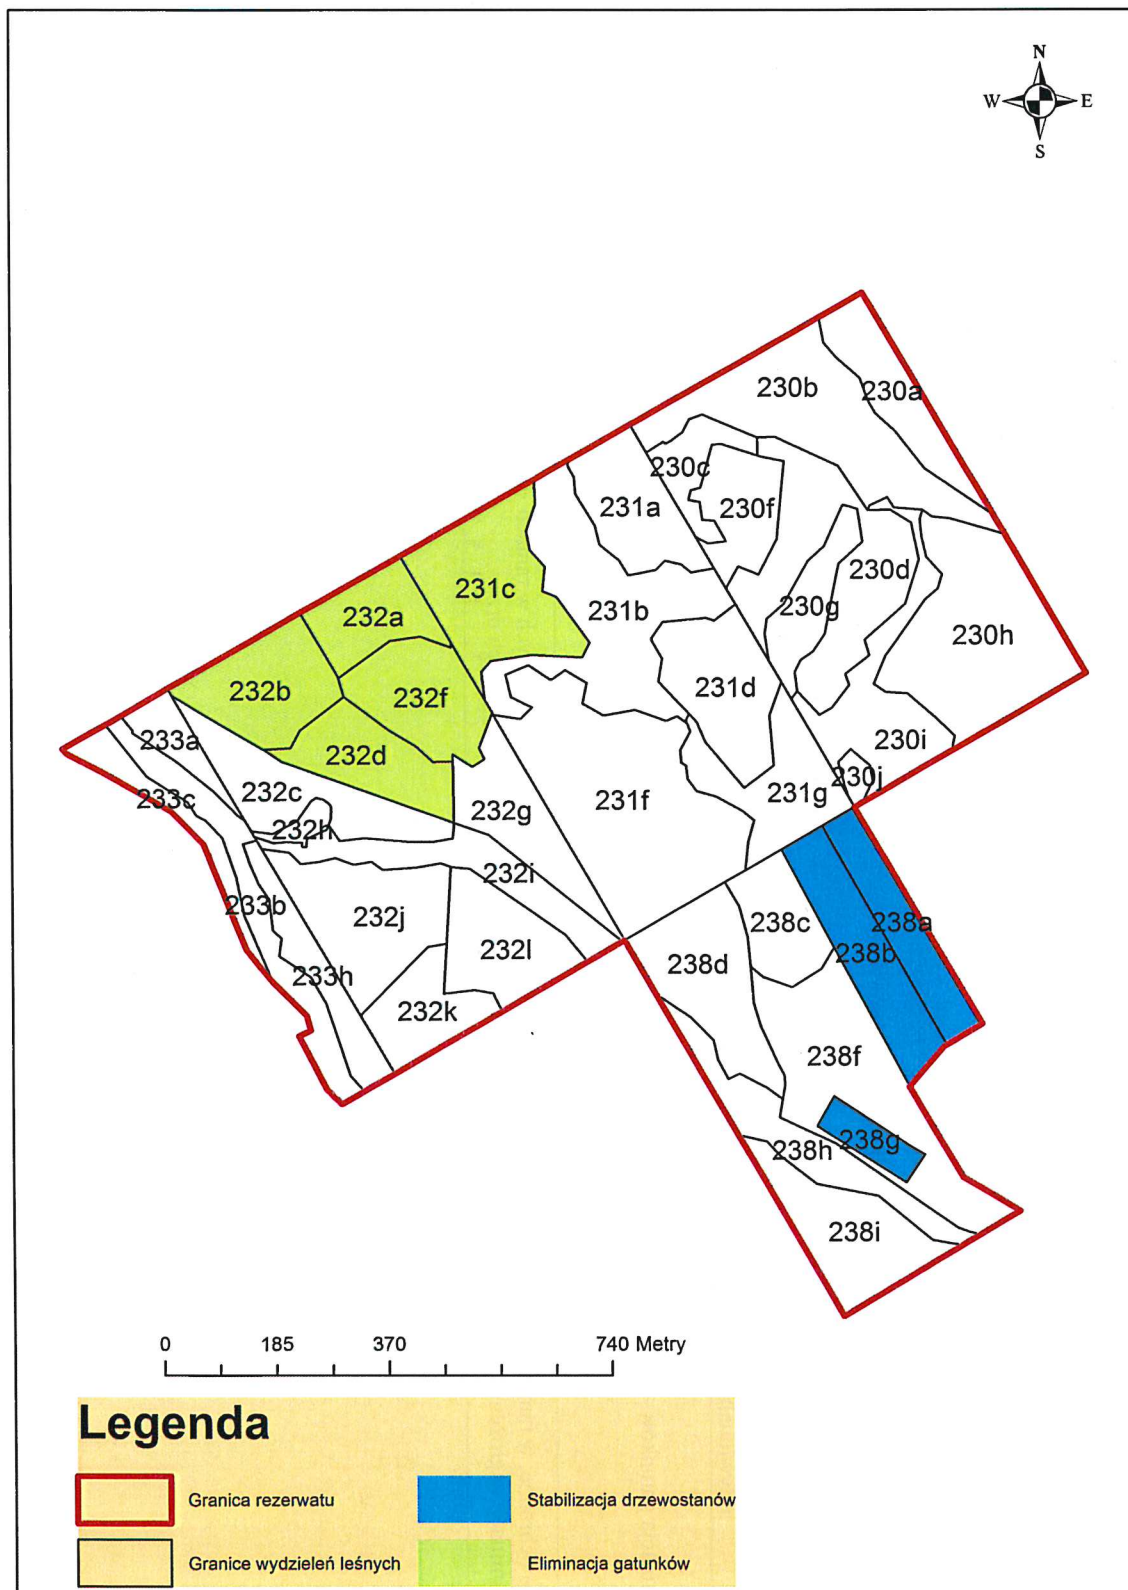 N
W E
S
230b
230a
230c
231a
230f
230d
231c
232a
231b
230g
230h
232b
232f
231d
233a
232d
230i
230j
233c
232c
231f
231g
232g
232h
232i
238a
233b
232j
238c
238b
232l
238d
233h
232k
238f
238g
238h
238i
0 185 370 740 Metry
Legenda
Granica rezerwatu
Stabilizacja drzewostanów
Granice wydzieleń leśnych
Eliminacja gatunków